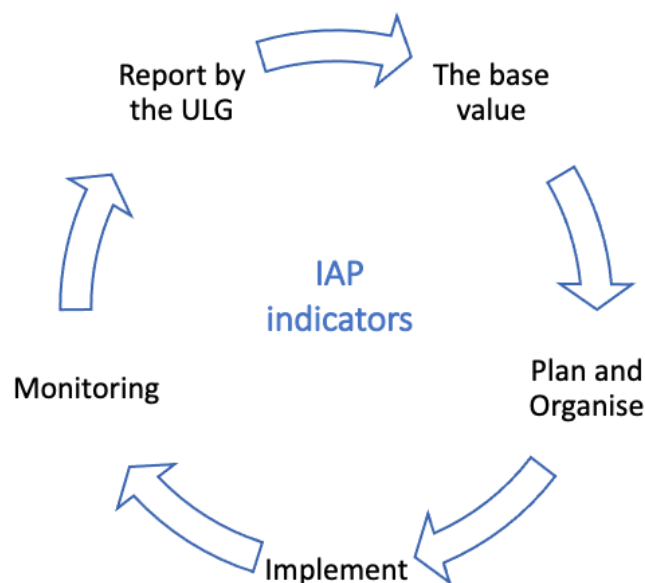 Report by
the ULG
The base
value
IAP
indicators
Plan and
Organise
Monitoring
Implement